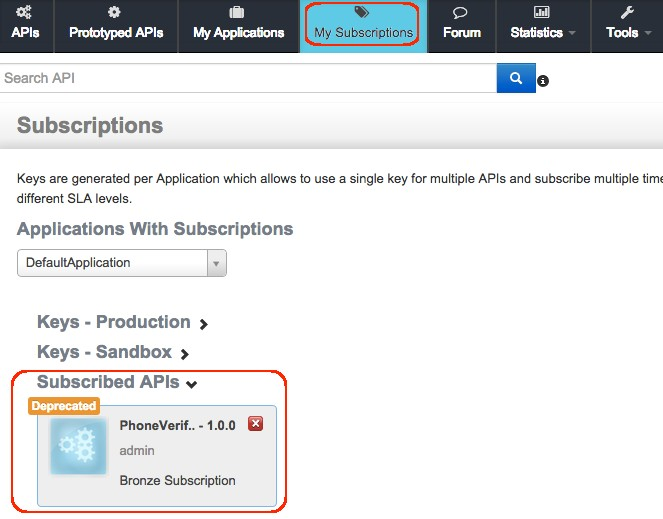 APIs
Prototyped APIs
My Applications
My Subscriptions
Forum
Statistics
Tools
Search API
Subscriptions
Keys are generated per Application which allows to use a single key for multiple APIs and subscribe multiple time
different SLA levels.
Applications With Subscriptions
DefaultApplication
Keys - Production
Keys - Sandbox
Subscribed APIs
Deprecated
PhoneVerif.. - 1.0.0
admin
Bronze Subscription